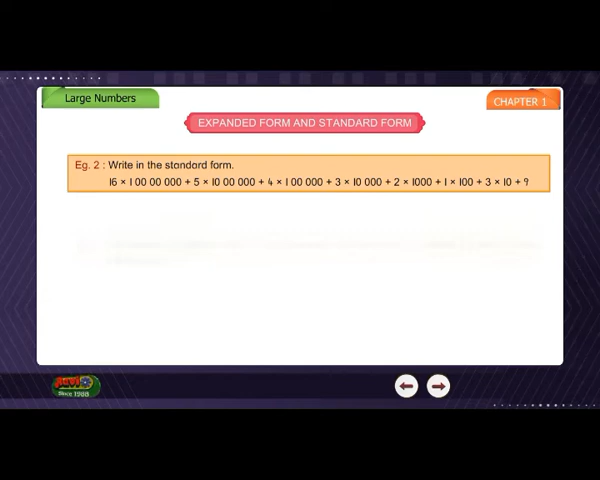 Large Numbers
CHAPTER 1
EXPANDED FORM AND STANDARD FORM
Eg. 2 : Write in the standard form.
16 × 1 00 00 000 + 5 × 10 00 000 + 4 × 1 00 000 + 3 × 10 000 + 2 × 1000 + 1 × 100 + 3 × 10 + 9
Since 1988